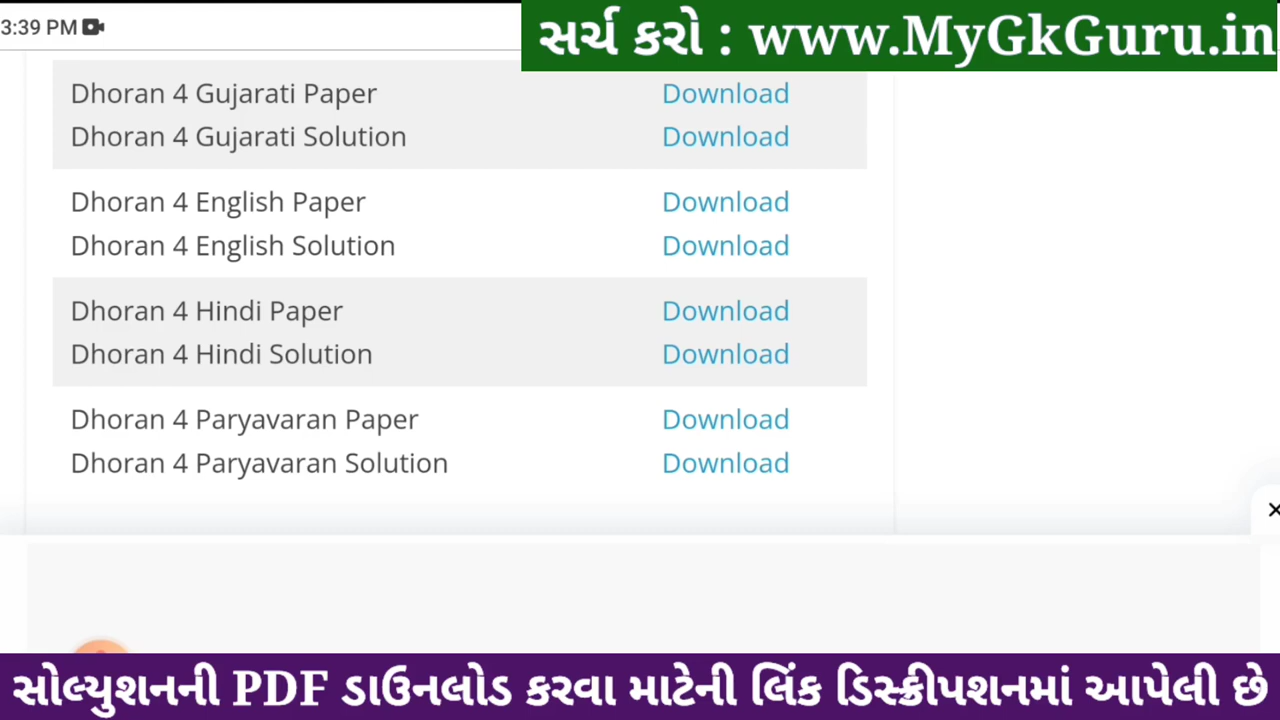 3:39 PM
સર્ચ કરો : www.MyGkGuru.in
Dhoran 4 Gujarati Paper Download
Dhoran 4 Gujarati Solution Download
Dhoran 4 English Paper Download
Dhoran 4 English Solution Download
Dhoran 4 Hindi Paper Download
Dhoran 4 Hindi Solution Download
Dhoran 4 Paryavaran Paper Download
Dhoran 4 Paryavaran Solution Download
સોલ્યુશનની PDF ડાઉનલોડ કરવા માટેની લિંક ડિસ્ક્રીપશનમાં આપેલી છે